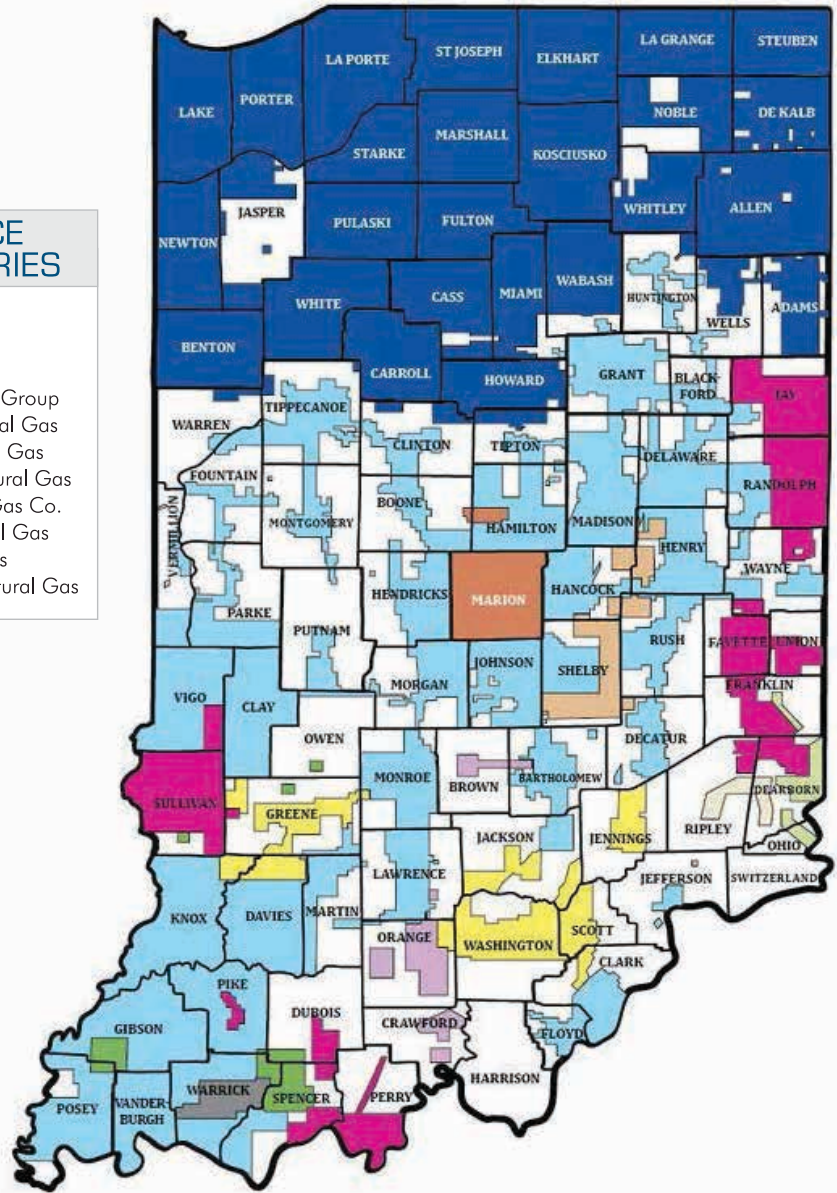 CE
RIES
Group
al Gas
Gas
ural Gas
Gas Co.
l Gas
s
tural Gas
LA PORTE
ST JOSEPH
ELKHART
LA GRANGE
STEUBEN
LAKE
PORTER
NOBLE
DE KALB
STARKE
MARSHALL
KOSCIUSKO
JASPER
NEWTON
PULASKI
FULTON
WHITLEY
ALLEN
WHITE
CASS
MIAMI
WABASH
HUNTINGTON
WELLS
ADAMS
BENTON
CARROLL
HOWARD
GRANT
BLACK-
FORD
JAY
WARREN
TIPPECANOE
CLINTON
TIPTON
DELAWARE
RANDOLPH
FOUNTAIN
MONTGOMERY
BOONE
HAMILTON
MADISON
HENRY
WAYNE
VERMILLION
PARKE
PUTNAM
HENDRICKS
MARION
HANCOCK
RUSH
FAYETTE
UNION
VIGO
CLAY
OWEN
MORGAN
JOHNSON
SHELBY
DECATUR
FRANKLIN
SULLIVAN
GREENE
MONROE
BROWN
BARTHOLOMEW
JENNINGS
RIPLEY
DEARBORN
OHIO
JACKSON
LAWRENCE
JEFFERSON
SWITZERLAND
KNOX
DAVIES
MARTIN
ORANGE
WASHINGTON
SCOTT
CLARK
PIKE
GIBSON
DUBOIS
CRAWFORD
FLOYD
HARRISON
POSEY
VANDER-
BURGH
WARRICK
SPENCER
PERRY